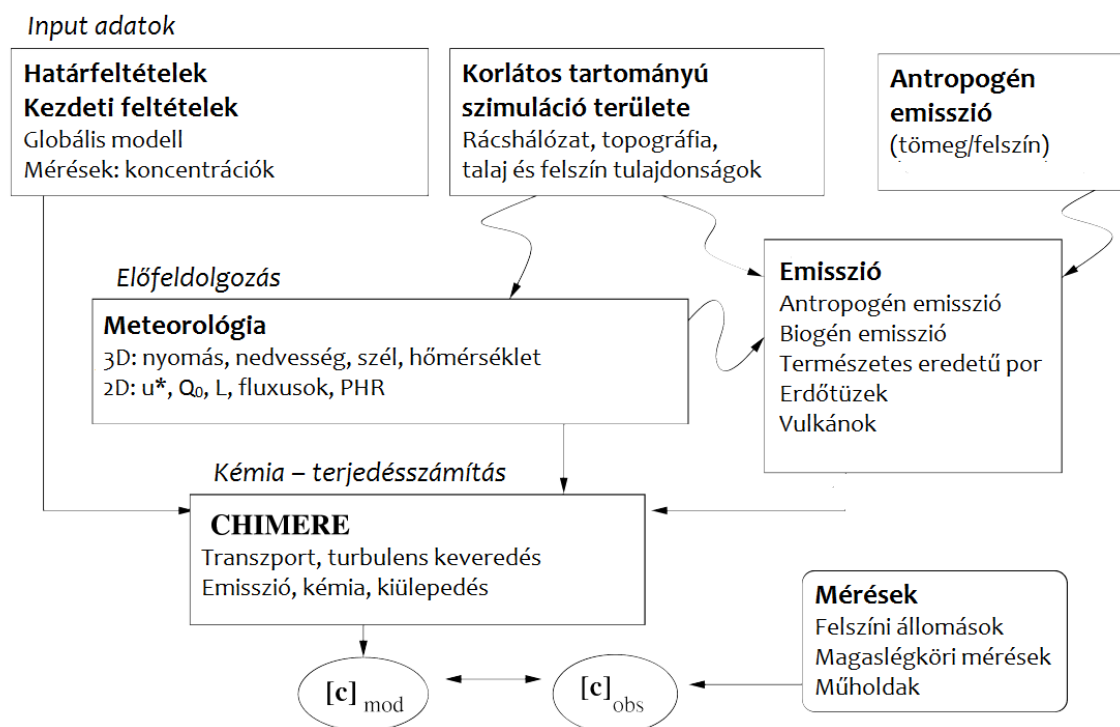 Input adatok
Határfeltételek
Kezdeti feltételek
Globális modell
Mérések: koncentrációk
Korlátos tartományú
szimuláció területe
Rácshálózat, topográfia,
talaj és felszín tulajdonságok
Antropogén
emisszió
(tömeg/felszín)
Előfeldolgozás
Meteorológia
3D: nyomás, nedvesség, szél, hőmérséklet
2D: u*, Q₀, L, fluxusok, PHR
Emisszió
Antropogén emisszió
Biogén emisszió
Természetes eredetű por
Erdőtüzek
Vulkánok
Kémia – terjedésszámítás
CHIMERE
Transzport, turbulens keveredés
Emisszió, kémia, kiülepedés
Mérések
Felszíni állomások
Magaslégköri mérések
Műholdak
[c] mod
[c] obs